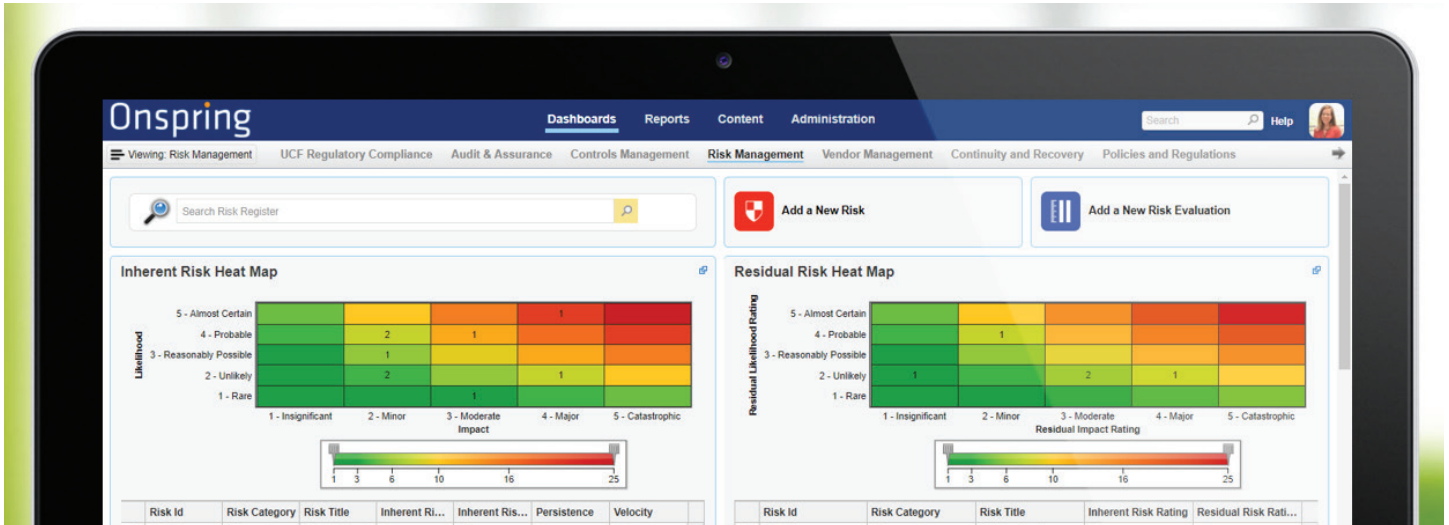 Onspring
Dashboards Reports Content Administration Search Help
Viewing: Risk Management UCF Regulatory Compliance Audit & Assurance Controls Management Risk Management Vendor Management Continuity and Recovery Policies and Regulations
Search Risk Register
Add a New Risk
Add a New Risk Evaluation
Inherent Risk Heat Map
Likelihood
5 - Almost Certain 1
4 - Probable 2 1
3 - Reasonably Possible 1
2 - Unlikely 2 1
1 - Rare 1
1 - Insignificant 2 - Minor 3 - Moderate 4 - Major 5 - Catastrophic
Impact
1 3 6 10 16 25
Risk Id Risk Category Risk Title Inherent Ri... Inherent Ris... Persistence Velocity
Residual Risk Heat Map
Residual Likelihood Rating
5 - Almost Certain
4 - Probable 1
3 - Reasonably Possible
2 - Unlikely 1 2 1
1 - Rare
1 - Insignificant 2 - Minor 3 - Moderate 4 - Major 5 - Catastrophic
Residual Impact Rating
1 3 6 10 16 25
Risk Id Risk Category Risk Title Inherent Risk Rating Residual Risk Rati...